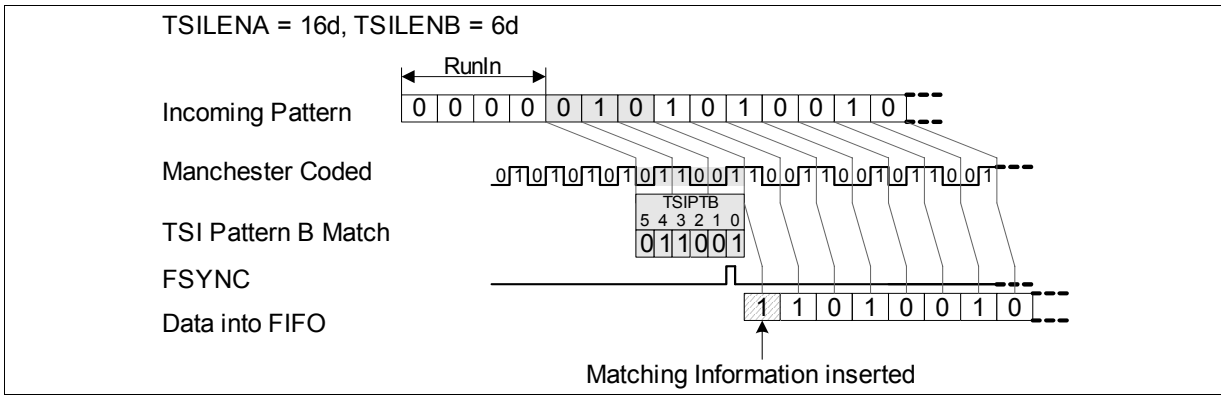 TSILENA = 16d, TSILENB = 6d
RunIn
Incoming Pattern 0 0 0 0 0 1 0 1 0 1 0 0 1 0
Manchester Coded 0 1 0 1 0 1 0 1 0 1 1 0 0 1 1 0 0 1 1 0 0 1 0 1 1 0 0 1
TSIPTB
5 4 3 2 1 0
TSI Pattern B Match 0 1 1 0 0 1
FSYNC
Data into FIFO 1 1 0 1 0 0 1 0
Matching Information inserted